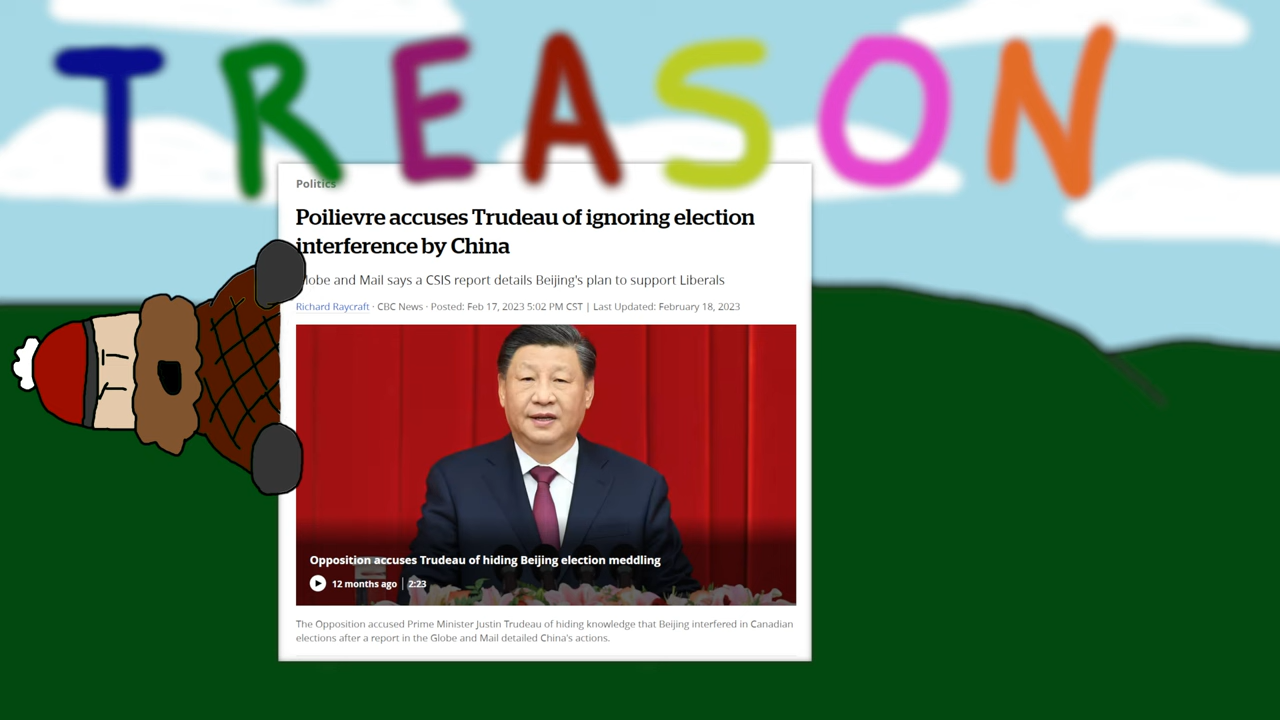 TREASON
Politics
Poilievre accuses Trudeau of ignoring election
interference by China
Globe and Mail says a CSIS report details Beijing's plan to support Liberals
Richard Raycraft · CBC News · Posted: Feb 17, 2023 5:02 PM CST | Last Updated: February 18, 2023
Opposition accuses Trudeau of hiding Beijing election meddling
12 months ago | 2:23
The Opposition accused Prime Minister Justin Trudeau of hiding knowledge that Beijing interfered in Canadian
elections after a report in the Globe and Mail detailed China's actions.